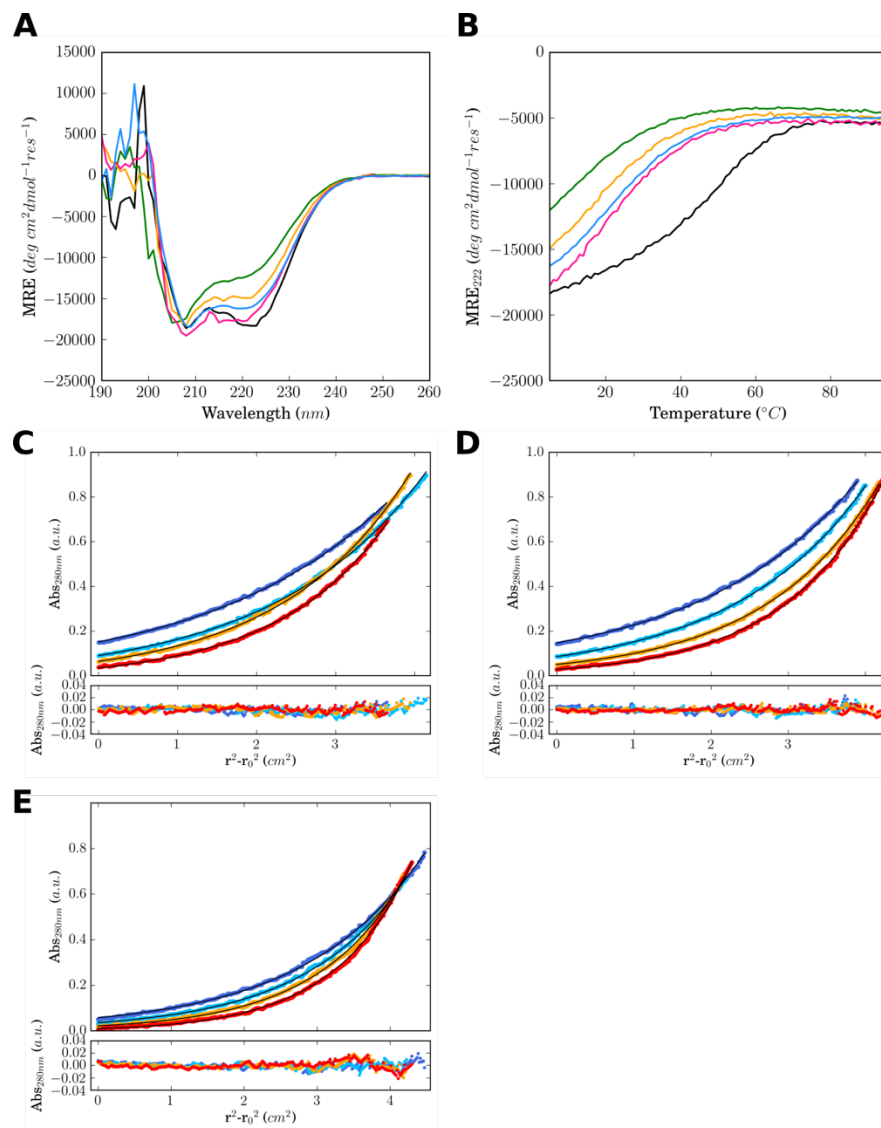 A
B
15000
10000
5000
0
−5000
−10000
−15000
−20000
−25000
MRE (deg cm²dmol⁻¹res⁻¹)
190 200 210 220 230 240 250 260
Wavelength (nm)
0
−5000
−10000
−15000
−20000
−25000
MRE₂₂₂ (deg cm²dmol⁻¹res⁻¹)
20 40 60 80
Temperature (°C)
C
D
1.0
0.8
0.6
0.4
0.2
0.0
Abs₂₈₀ₙₘ (a.u.)
0.04
0.02
0.00
−0.02
−0.04
Abs₂₈₀ₙₘ (a.u.)
0 1 2 3
r²-r₀² (cm²)
1.0
0.8
0.6
0.4
0.2
0.0
Abs₂₈₀ₙₘ (a.u.)
0.04
0.02
0.00
−0.02
−0.04
Abs₂₈₀ₙₘ (a.u.)
0 1 2 3
r²-r₀² (cm²)
E
0.8
0.6
0.4
0.2
0.0
Abs₂₈₀ₙₘ (a.u.)
0.04
0.02
0.00
−0.02
−0.04
Abs₂₈₀ₙₘ (a.u.)
0 1 2 3 4
r²-r₀² (cm²)